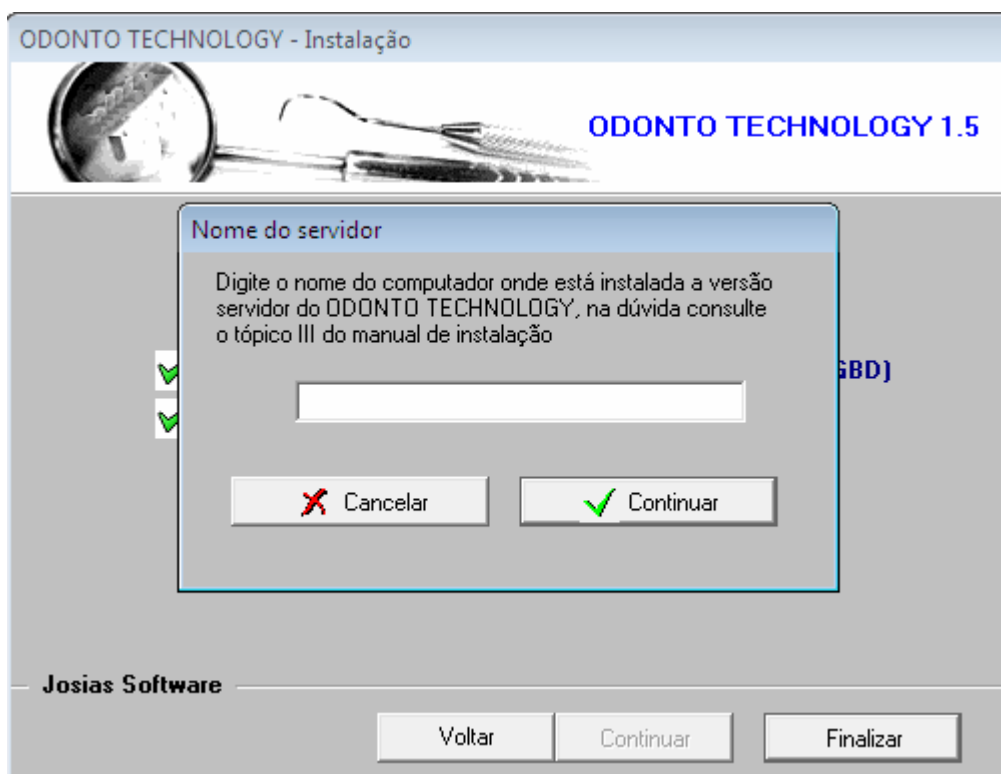 ODONTO TECHNOLOGY - Instalação
ODONTO TECHNOLOGY 1.5
Nome do servidor
Digite o nome do computador onde está instalada a versão
servidor do ODONTO TECHNOLOGY, na dúvida consulte
o tópico III do manual de instalação
GBD)
Cancelar
Continuar
Josias Software
Voltar
Continuar
Finalizar